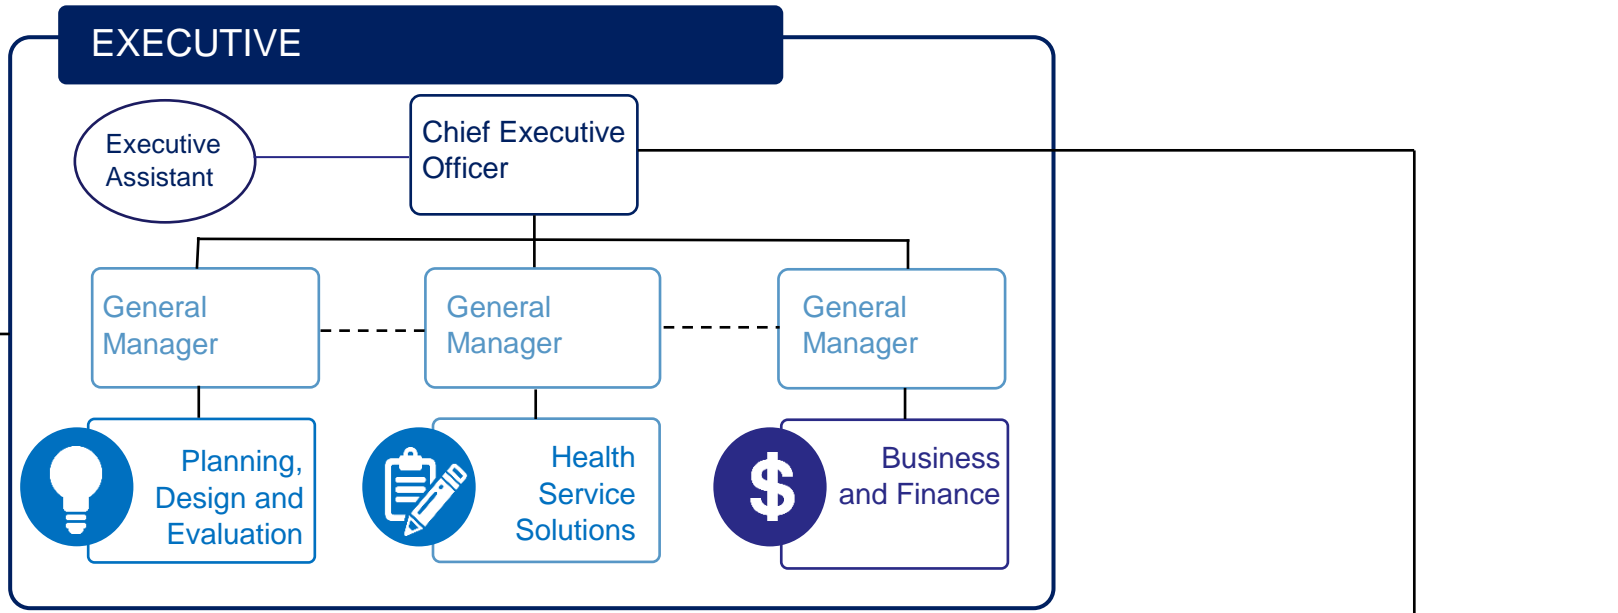 EXECUTIVE
Executive
Assistant
Chief Executive
Officer
General
Manager
General
Manager
General
Manager
Planning,
Design and
Evaluation
Health
Service
Solutions
$
Business
and Finance